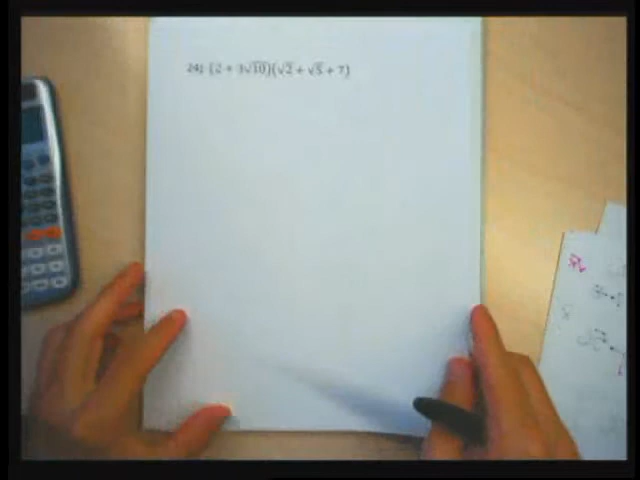 24) (2 + 3√10)(√2 + √5 + 7)